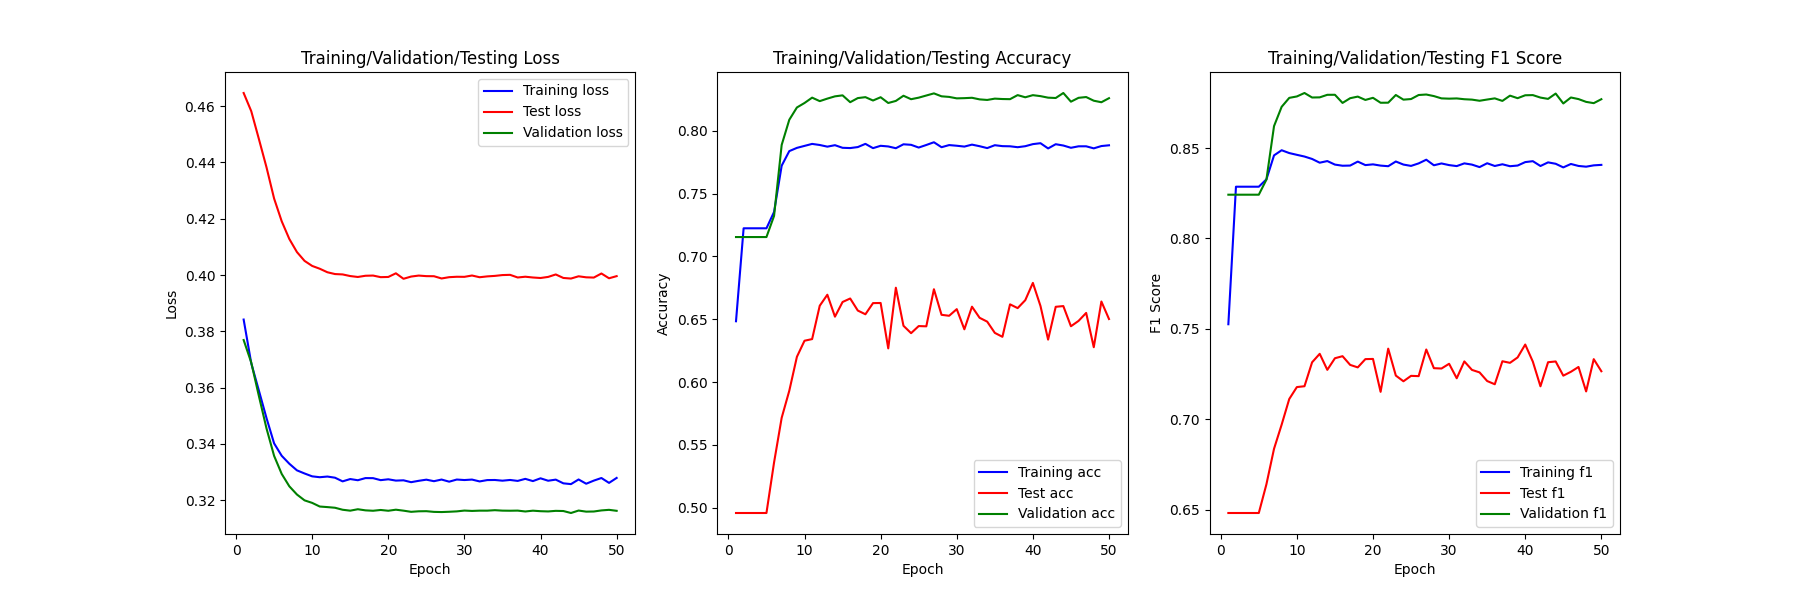 Training/Validation/Testing Loss
Training loss
Test loss
Validation loss
0.46
0.44
0.42
0.40
0.38
0.36
0.34
0.32
Loss
0 10 20 30 40 50
Epoch
Training/Validation/Testing Accuracy
0.80
0.75
0.70
0.65
0.60
0.55
0.50
Accuracy
Training acc
Test acc
Validation acc
0 10 20 30 40 50
Epoch
Training/Validation/Testing F1 Score
0.85
0.80
0.75
0.70
0.65
F1 Score
Training f1
Test f1
Validation f1
0 10 20 30 40 50
Epoch